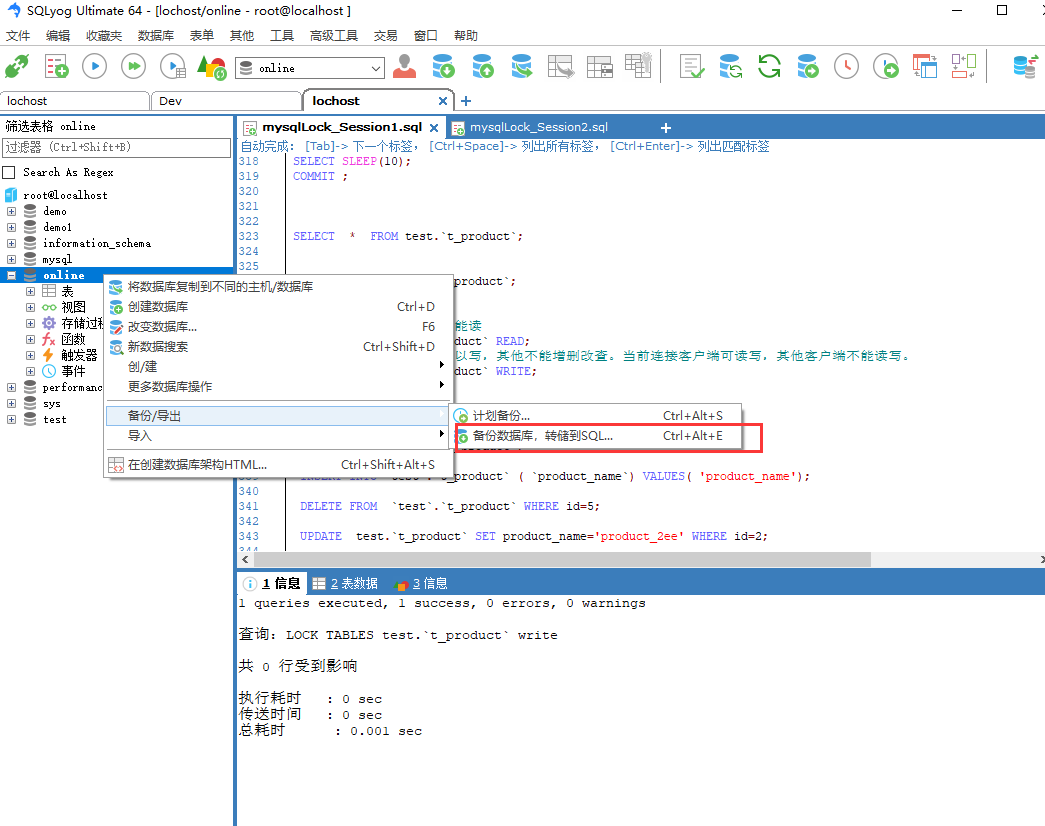 SQLyog Ultimate 64 - [lochost/online - root@localhost ]
文件 编辑 收藏夹 数据库 表单 其他 工具 高级工具 交易 窗口 帮助
online
lochost Dev lochost
筛选表格 online
过滤器 (Ctrl+Shift+B)
Search As Regex
root@localhost
demo
demo1
information_schema
mysql
online
表
视图
存储过程
函数
触发器
事件
performanc
sys
test
mysqlLock_Session1.sql mysqlLock_Session2.sql
自动完成: [Tab]-> 下一个标签, [Ctrl+Space]-> 列出所有标签, [Ctrl+Enter]-> 列出匹配标签
318 SELECT SLEEP(10);
319 COMMIT ;
320
321
322
323 SELECT * FROM test.`t_product`;
324
325
product`;
能读
duct` READ;
以写, 其他不能增删改查。当前连接客户端可读写, 其他客户端不能读写。
duct` WRITE;
将数据库复制到不同的主机/数据库
创建数据库 Ctrl+D
改变数据库... F6
新数据搜索 Ctrl+Shift+D
创/建
更多数据库操作
备份/导出
导入
在创建数据库架构HTML... Ctrl+Shift+Alt+S
计划备份... Ctrl+Alt+S
备份数据库，转储到SQL... Ctrl+Alt+E
( `product_name`) VALUES( 'product_name');
340
341 DELETE FROM `test`.`t_product` WHERE id=5;
342
343 UPDATE test.`t_product` SET product_name='product_2ee' WHERE id=2;
344
1 信息 2 表数据 3 信息
1 queries executed, 1 success, 0 errors, 0 warnings
查询: LOCK TABLES test.`t_product` write
共 0 行受到影响
执行耗时 : 0 sec
传送时间 : 0 sec
总耗时 : 0.001 sec